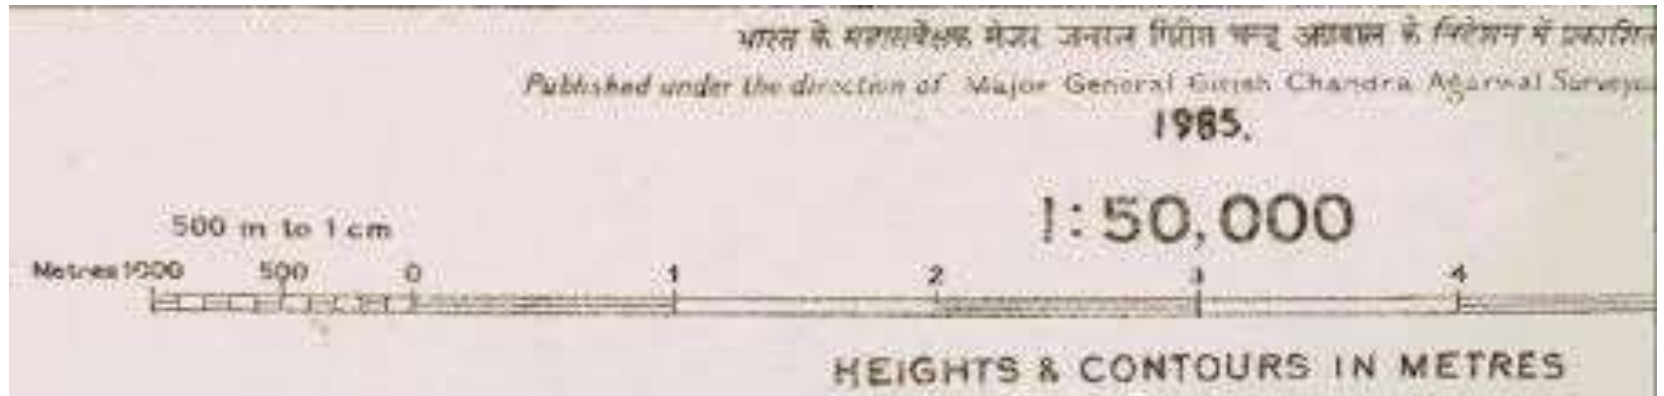 भारत के महासर्वेक्षक मेजर जनरल गिरीश चन्द्र अग्रवाल के निदेशन में
Published under the direction of Major General Girish Chandra Agarwal
1985.
1:50,000
500 m to 1 cm
Metres 1000 500 0 1 2 3 4
HEIGHTS & CONTOURS IN METRES